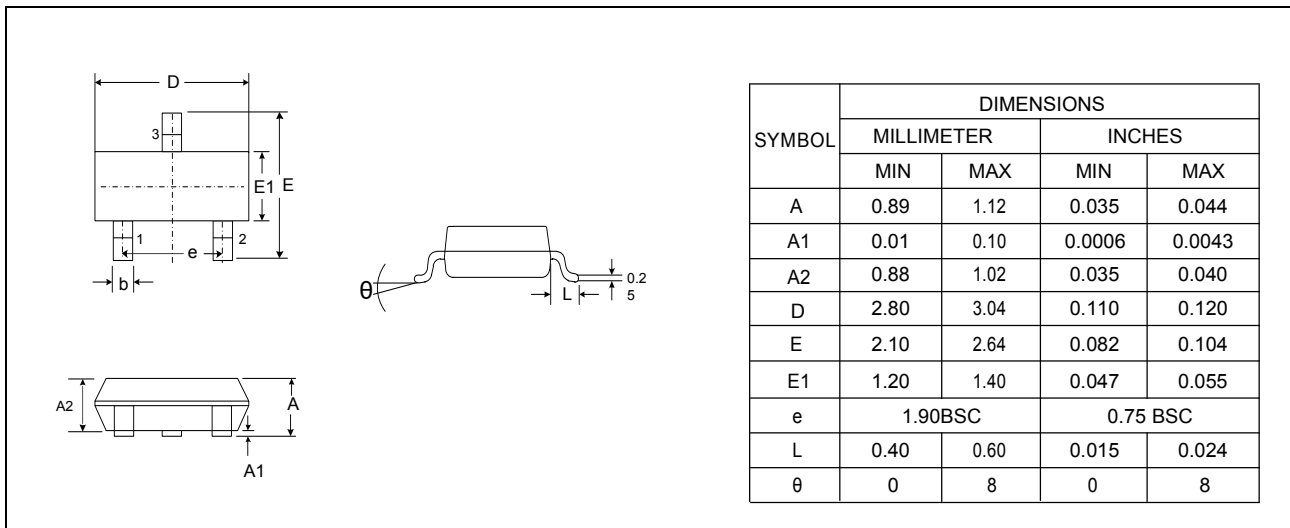 D
3
E1
E
1
2
e
b
θ
L
0.2
5
A2
A
A1
DIMENSIONS
SYMBOL
MILLIMETER
INCHES
MIN MAX MIN MAX
A 0.89 1.12 0.035 0.044
A1 0.01 0.10 0.0006 0.0043
A2 0.88 1.02 0.035 0.040
D 2.80 3.04 0.110 0.120
E 2.10 2.64 0.082 0.104
E1 1.20 1.40 0.047 0.055
e 1.90BSC 0.75 BSC
L 0.40 0.60 0.015 0.024
θ 0 8 0 8